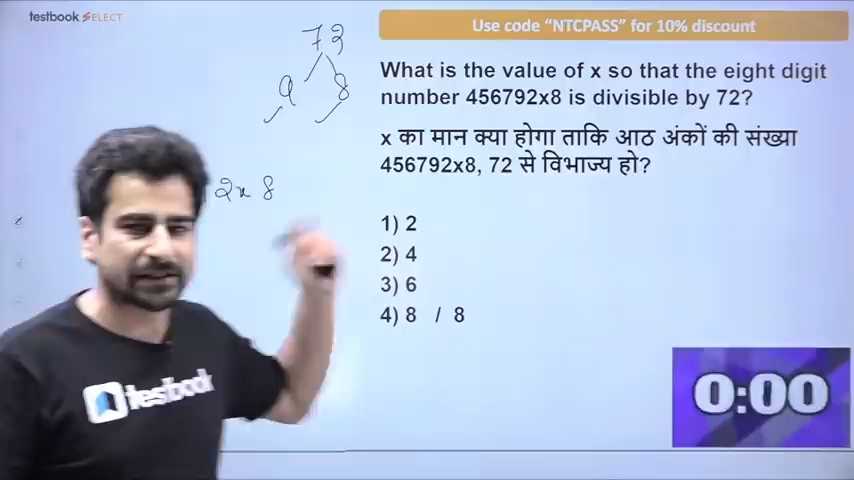 testbook SELECT
Use code “NTCPASS” for 10% discount
72
9 8
What is the value of x so that the eight digit
number 456792x8 is divisible by 72?
x का मान क्या होगा ताकि आठ अंकों की संख्या
456792x8, 72 से विभाज्य हो?
2x 8
1) 2
2) 4
3) 6
4) 8 / 8
testbook
0:00